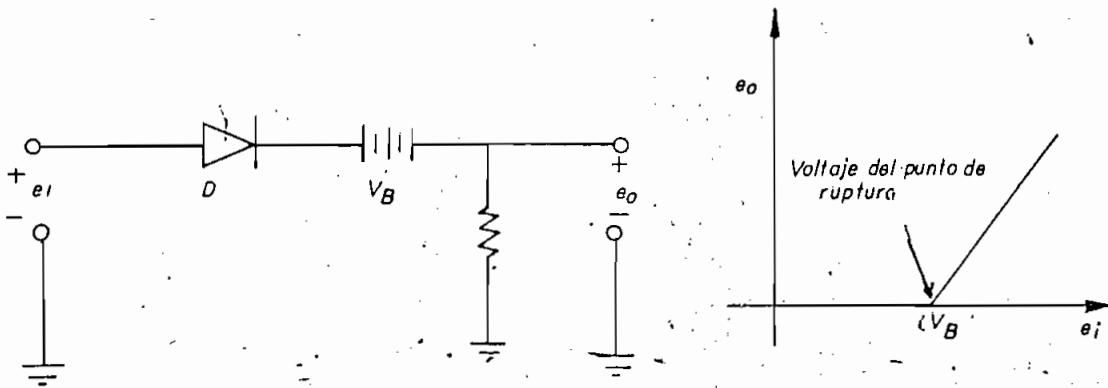 +
ei
-
D
VB
+
eo
-
eo
Voltaje del punto de
ruptura
VB
ei